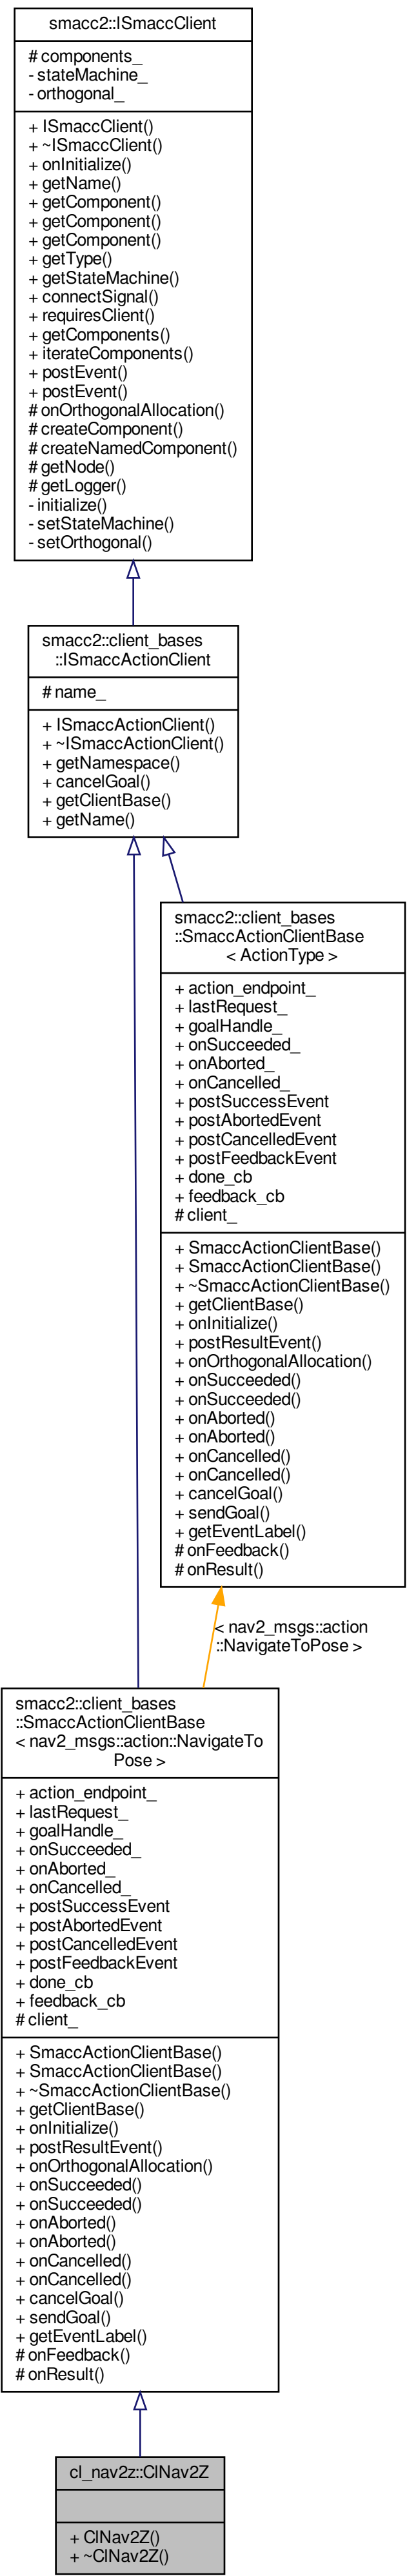 smacc2::ISmaccClient
# components_
- stateMachine_
- orthogonal_
+ ISmaccClient()
+ ~ISmaccClient()
+ onInitialize()
+ getName()
+ getComponent()
+ getComponent()
+ getComponent()
+ getType()
+ getStateMachine()
+ connectSignal()
+ requiresClient()
+ getComponents()
+ iterateComponents()
+ postEvent()
+ postEvent()
# onOrthogonalAllocation()
# createComponent()
# createNamedComponent()
# getNode()
# getLogger()
- initialize()
- setStateMachine()
- setOrthogonal()
smacc2::client_bases
::ISmaccActionClient
# name_
+ ISmaccActionClient()
+ ~ISmaccActionClient()
+ getNamespace()
+ cancelGoal()
+ getClientBase()
+ getName()
smacc2::client_bases
::SmaccActionClientBase
< ActionType >
+ action_endpoint_
+ lastRequest_
+ goalHandle_
+ onSucceeded_
+ onAborted_
+ onCancelled_
+ postSuccessEvent
+ postAbortedEvent
+ postCancelledEvent
+ postFeedbackEvent
+ done_cb
+ feedback_cb
# client_
+ SmaccActionClientBase()
+ SmaccActionClientBase()
+ ~SmaccActionClientBase()
+ getClientBase()
+ onInitialize()
+ postResultEvent()
+ onOrthogonalAllocation()
+ onSucceeded()
+ onSucceeded()
+ onAborted()
+ onAborted()
+ onCancelled()
+ onCancelled()
+ cancelGoal()
+ sendGoal()
+ getEventLabel()
# onFeedback()
# onResult()
< nav2_msgs::action
::NavigateToPose >
smacc2::client_bases
::SmaccActionClientBase
< nav2_msgs::action::NavigateTo
Pose >
+ action_endpoint_
+ lastRequest_
+ goalHandle_
+ onSucceeded_
+ onAborted_
+ onCancelled_
+ postSuccessEvent
+ postAbortedEvent
+ postCancelledEvent
+ postFeedbackEvent
+ done_cb
+ feedback_cb
# client_
+ SmaccActionClientBase()
+ SmaccActionClientBase()
+ ~SmaccActionClientBase()
+ getClientBase()
+ onInitialize()
+ postResultEvent()
+ onOrthogonalAllocation()
+ onSucceeded()
+ onSucceeded()
+ onAborted()
+ onAborted()
+ onCancelled()
+ onCancelled()
+ cancelGoal()
+ sendGoal()
+ getEventLabel()
# onFeedback()
# onResult()
cl_nav2z::ClNav2Z
+ ClNav2Z()
+ ~ClNav2Z()